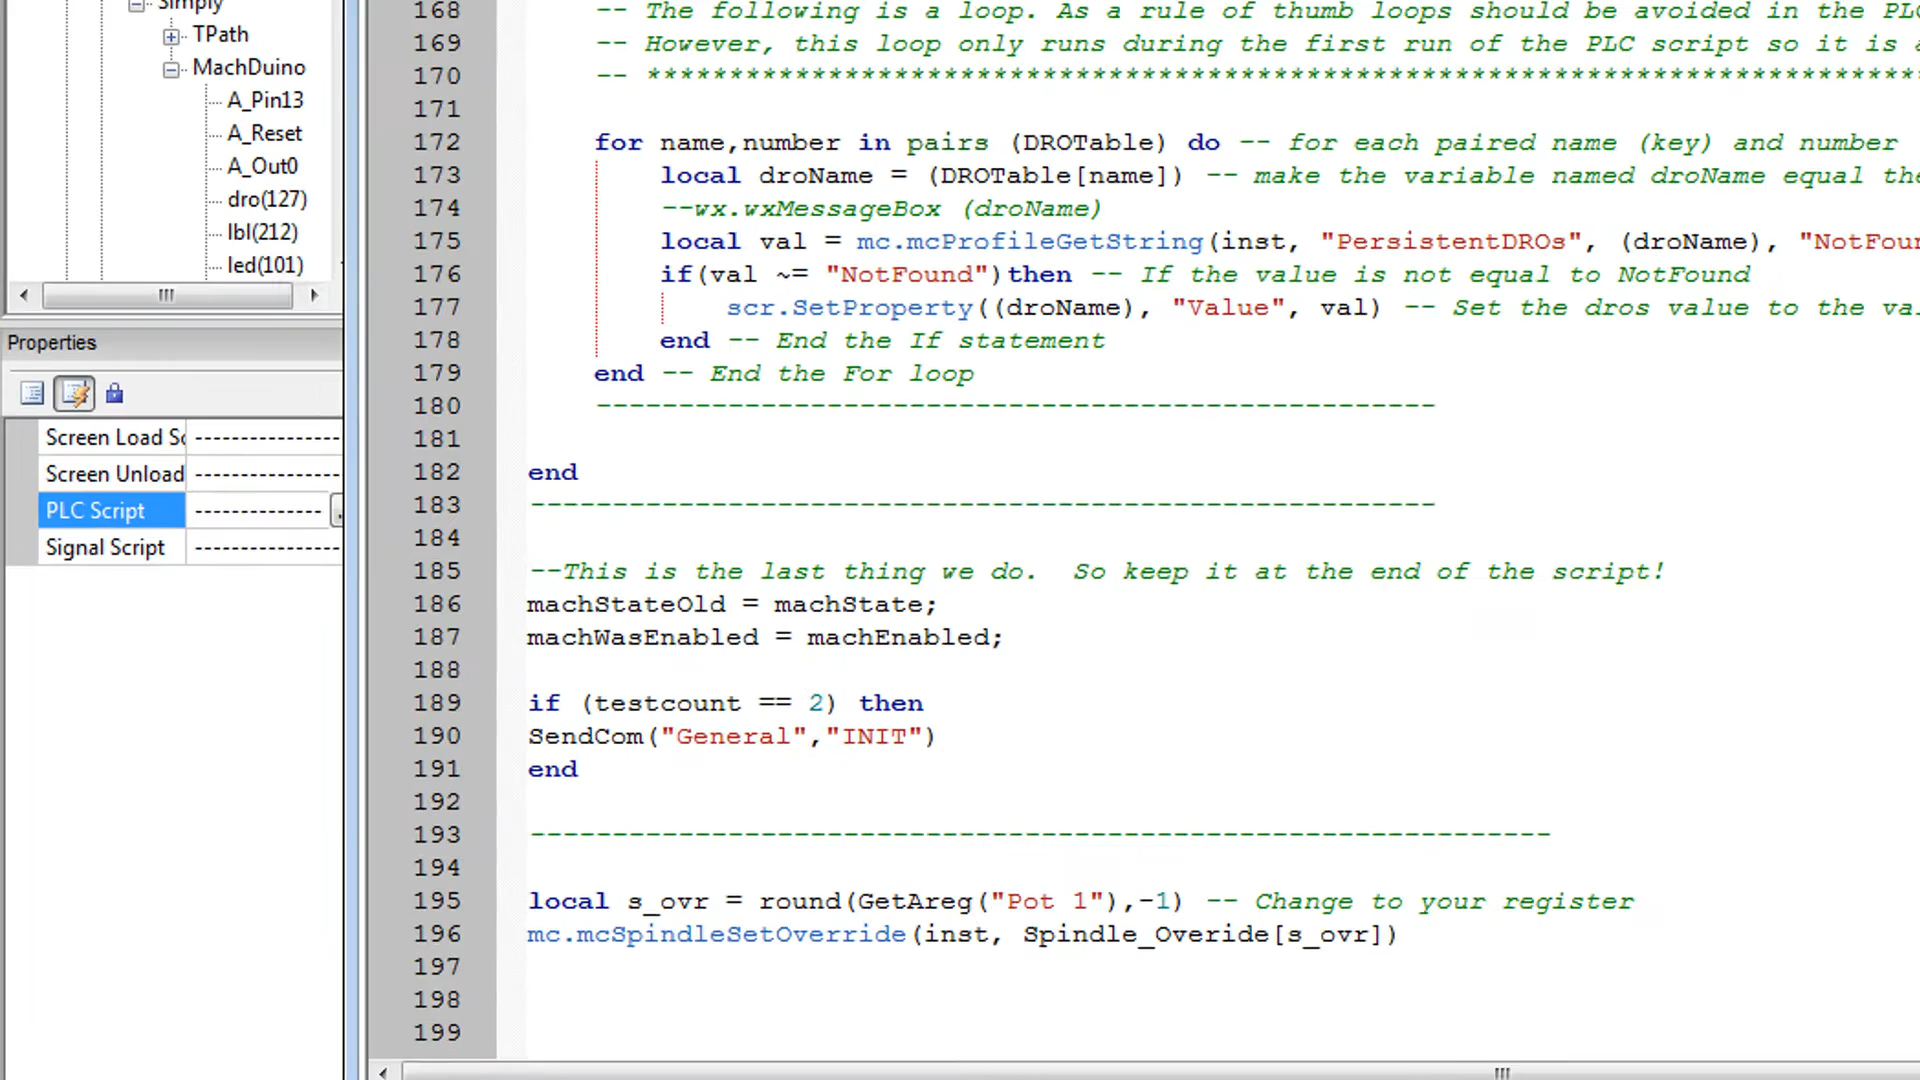 Simply
TPath
MachDuino
A_Pin13
A_Reset
A_Out0
dro(127)
lbl(212)
led(101)
Properties
Screen Load Sc
Screen Unload
PLC Script
Signal Script
168 -- The following is a loop. As a rule of thumb loops should be avoided in the PLC
169 -- However, this loop only runs during the first run of the PLC script so it is a
170 -- *****************************************************************************
171
172 for name,number in pairs (DROTable) do -- for each paired name (key) and number
173 local droName = (DROTable[name]) -- make the variable named droName equal the
174 --wx.wxMessageBox (droName)
175 local val = mc.mcProfileGetString(inst, "PersistentDROs", (droName), "NotFoun
176 if(val ~= "NotFound")then -- If the value is not equal to NotFound
177 scr.SetProperty((droName), "Value", val) -- Set the dros value to the va
178 end -- End the If statement
179 end -- End the For loop
180 ---------------------------------------------------
181
182 end
183 -------------------------------------------------------
184
185 --This is the last thing we do.  So keep it at the end of the script!
186 machStateOld = machState;
187 machWasEnabled = machEnabled;
188
189 if (testcount == 2) then
190 SendCom("General","INIT")
191 end
192
193 --------------------------------------------------------------
194
195 local s_ovr = round(GetAreg("Pot 1"),-1) -- Change to your register
196 mc.mcSpindleSetOverride(inst, Spindle_Overide[s_ovr])
197
198
199